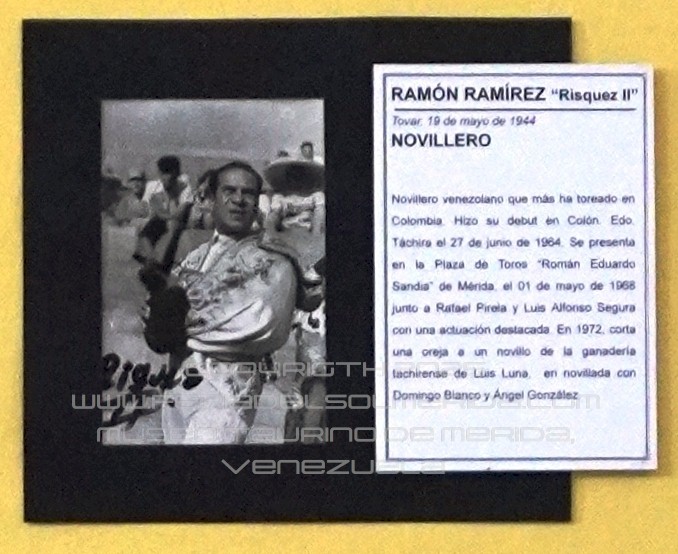 RAMÓN RAMÍREZ "Risquez II"
Tovar: 19 de mayo de 1944
NOVILLERO
Novillero venezolano que más ha toreado en
Colombia. Hizo su debut en Colón. Edo.
Táchira el 27 de junio de 1964. Se presenta
en la Plaza de Toros "Román Eduardo
Sandia" de Mérida, el 01 de mayo de 1968
junto a Rafael Pirela y Luis Alfonso Segura
con una actuación destacada. En 1972, corta
una oreja a un novillo de la ganadería
tachirense de Luis Luna, en novillada con
Domingo Blanco y Ángel González
MUSEO TAURINO DE MERIDA,
VENEZUELA